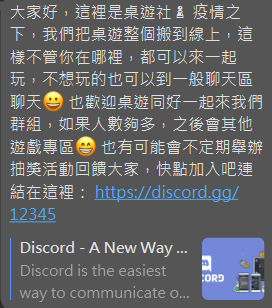 大家好，這裡是桌遊社♟️ 疫情之
下，我們把桌遊整個搬到線上，這
樣不管你在哪裡，都可以來一起
玩，不想玩的也可以到一般聊天區
聊天😀 也歡迎桌遊同好一起來我們
群組，如果人數夠多，之後會其他
遊戲專區😁 也有可能會不定期舉辦
抽獎活動回饋大家，快點加入吧連
結在這裡： https://discord.gg/
12345
Discord - A New Way ...
Discord is the easiest
way to communicate o...